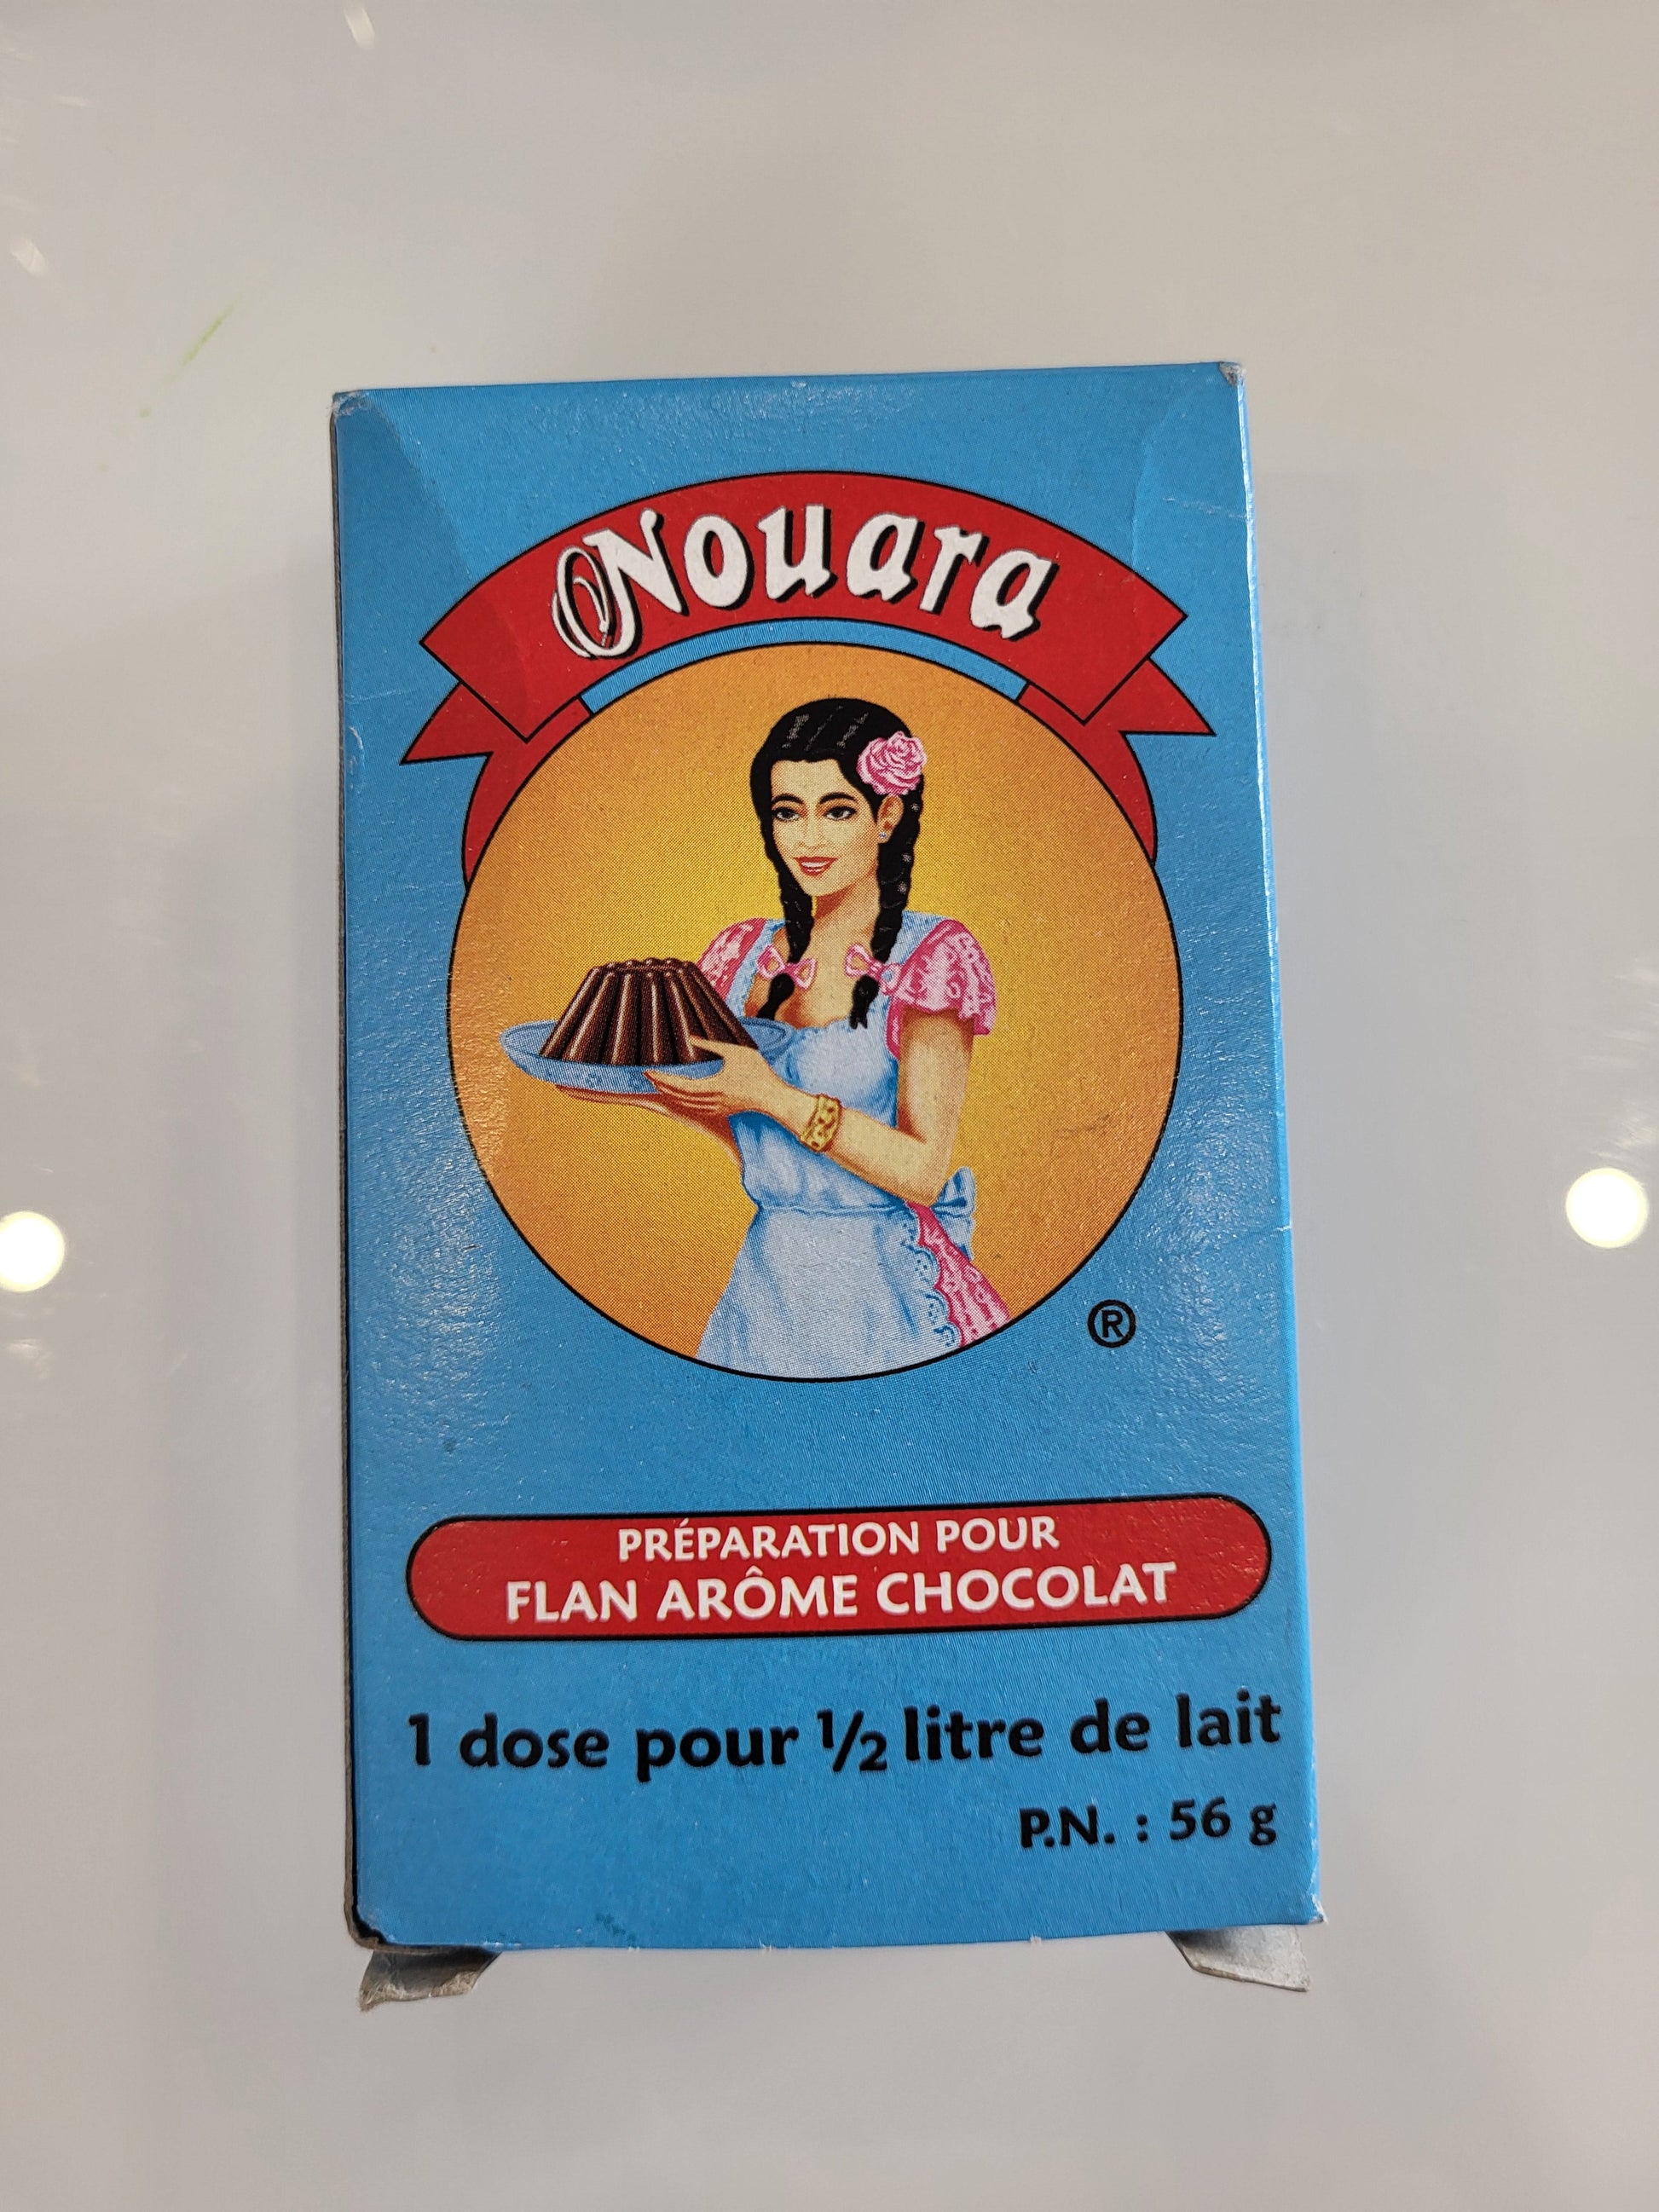 Nouara
®
PRÉPARATION POUR
FLAN ARÔME CHOCOLAT
1 dose pour ½ litre de lait
P.N. : 56 g